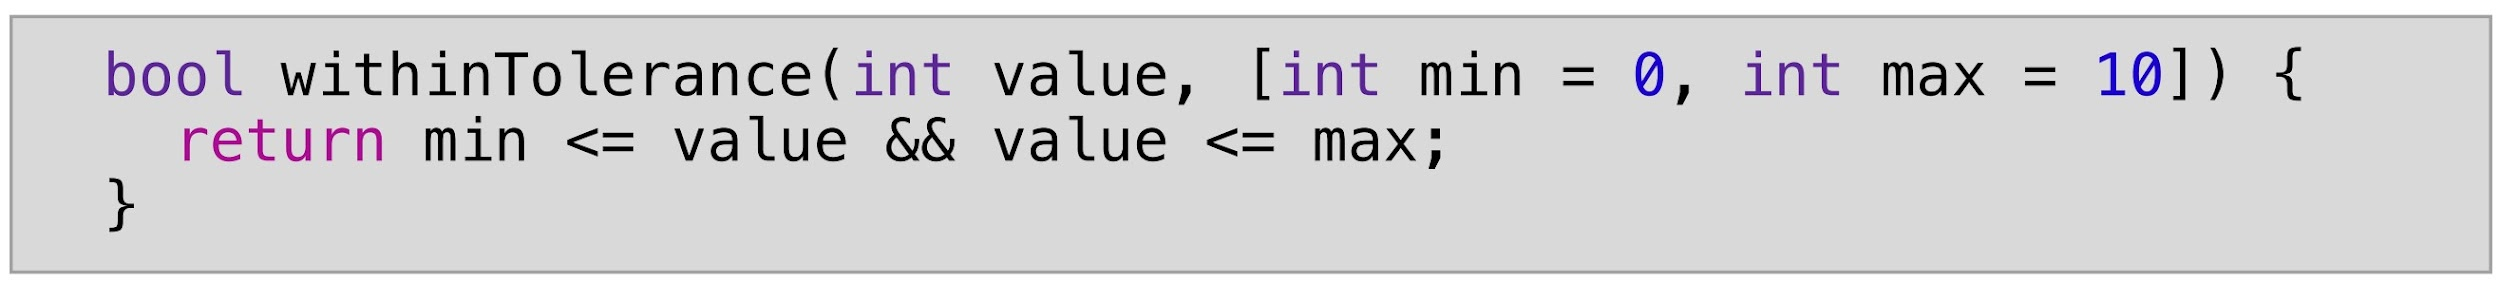 bool withinTolerance(int value, [int min = 0, int max = 10]) {
  return min <= value && value <= max;
}